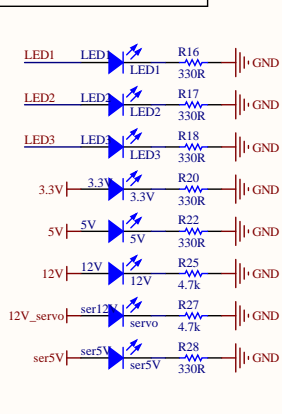 LED1 LED1 LED1 R16 330R GND
LED2 LED2 LED2 R17 330R GND
LED3 LED3 LED3 R18 330R GND
3.3V 3.3V 3.3V R20 330R GND
5V 5V 5V R22 330R GND
12V 12V 12V R25 4.7k GND
12V_servo ser12V servo R27 4.7k GND
ser5V ser5V ser5V R28 330R GND